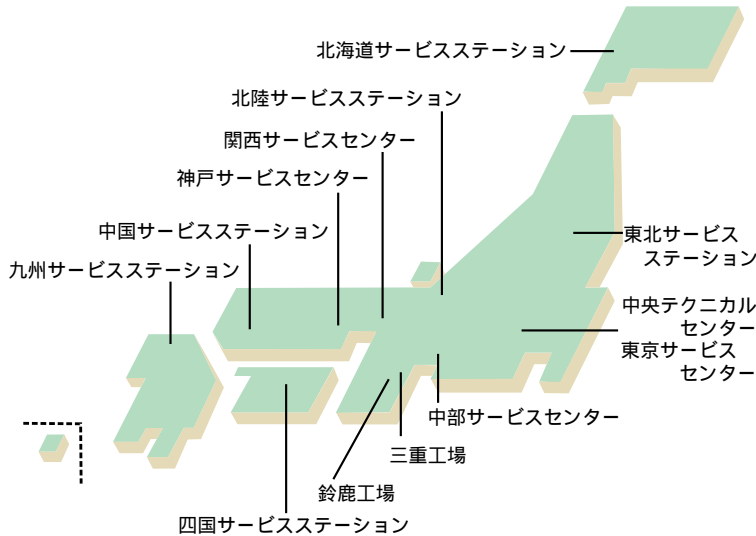 北海道サービスステーション
北陸サービスステーション
関西サービスセンター
神戸サービスセンター
中国サービスステーション
九州サービスステーション
東北サービス
ステーション
中央テクニカル
センター
東京サービス
センター
中部サービスセンター
三重工場
鈴鹿工場
四国サービスステーション